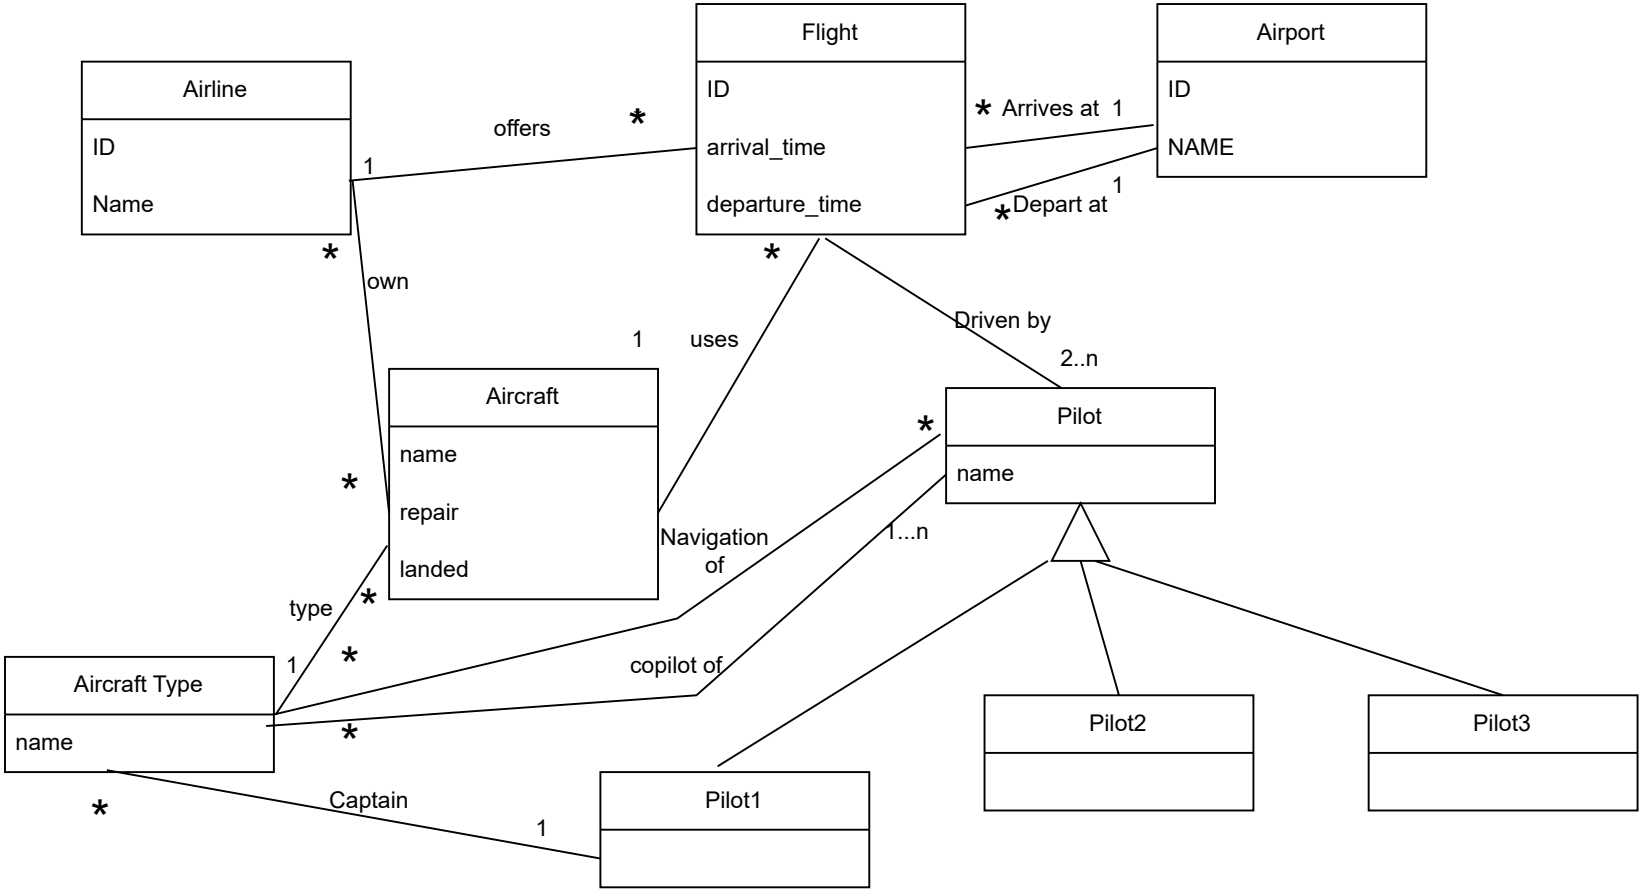 Flight
Airport
Airline
ID
ID
* Arrives at 1
offers
*
ID
arrival_time
NAME
1
1
Name
departure_time
* Depart at
*
*
own
Driven by
1
uses
2..n
Aircraft
Pilot
*
name
name
*
repair
Navigation
of
1...n
landed
type
*
*
1
copilot of
Aircraft Type
Pilot2
Pilot3
*
name
Captain
Pilot1
*
1